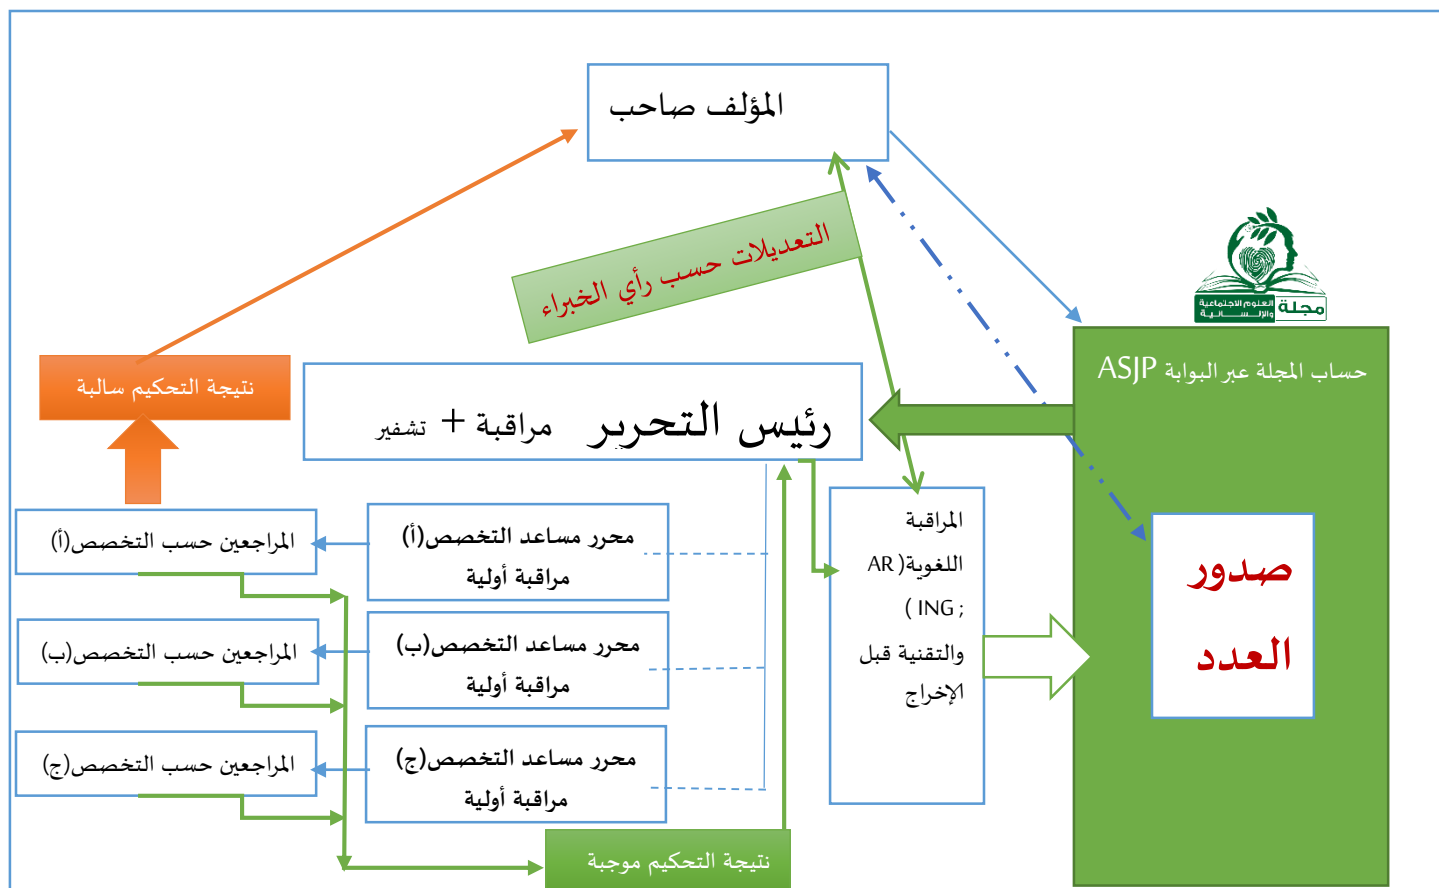 المؤلف صاحب
التعديلات حسب رأي الخبراء
مجلة
العلوم الاجتماعية
والإنسانية
حساب المجلة عبر البوابة ASJP
نتيجة التحكيم سالبة
رئيس التحرير مراقبة + تشفير
المراقبة
اللغوية( AR
; ING )
والتقنية قبل
الإخراج
صدور
العدد
محرر مساعد التخصص(أ)
مراقبة أولية
المراجعين حسب التخصص(أ)
محرر مساعد التخصص(ب)
مراقبة أولية
المراجعين حسب التخصص(ب)
محرر مساعد التخصص(ج)
مراقبة أولية
المراجعين حسب التخصص(ج)
نتيجة التحكيم موجبة